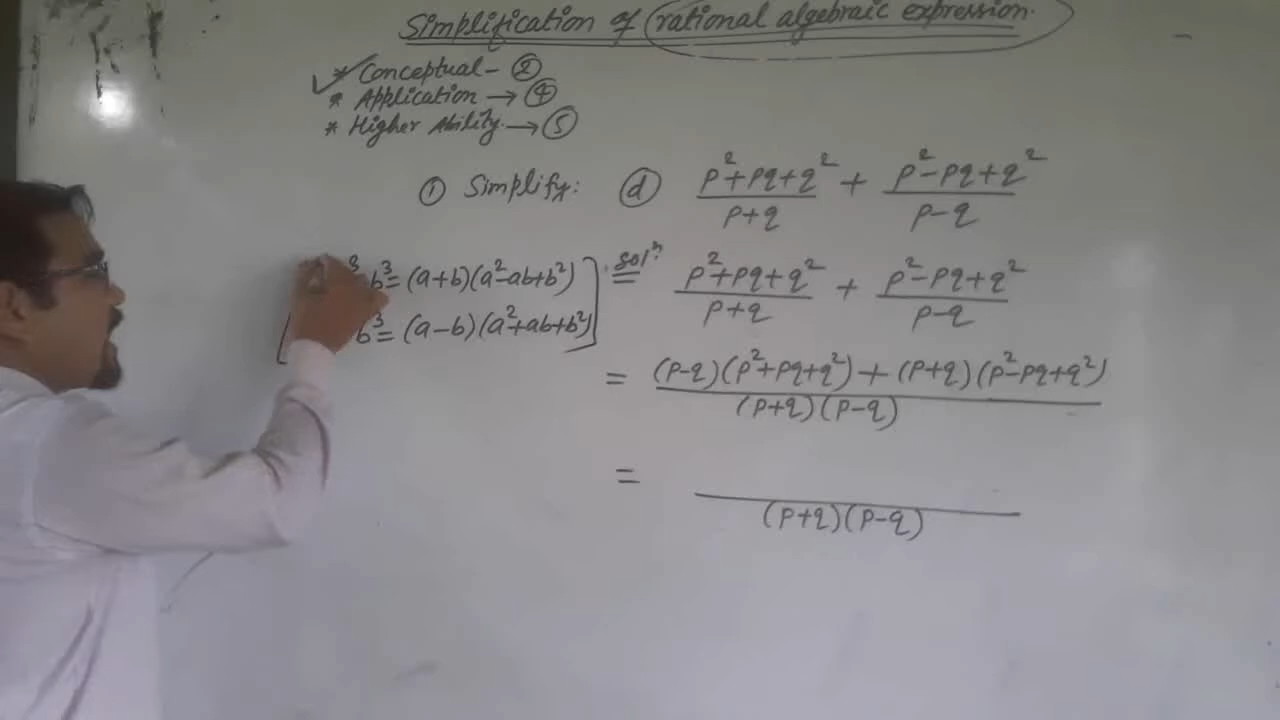 Simplification of rational algebraic expression.
* Conceptual - ②
* Application → ④
* Higher Ability. → ⑤
① Simplify: ⓓ (p²+pq+q²)/(p+q) + (p²-pq+q²)/(p-q)
³ b³ = (a+b)(a²-ab+b²)
b³ = (a-b)(a²+ab+b²)
Solⁿ (p²+pq+q²)/(p+q) + (p²-pq+q²)/(p-q)
= ((p-q)(p²+pq+q²) + (p+q)(p²-pq+q²))/((p+q)(p-q))
= /((p+q)(p-q))